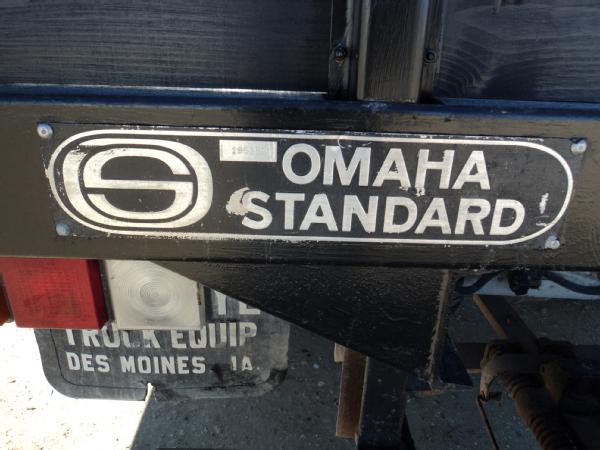 OMAHA
STANDARD
TRUCK EQUIP
DES MOINES IA.